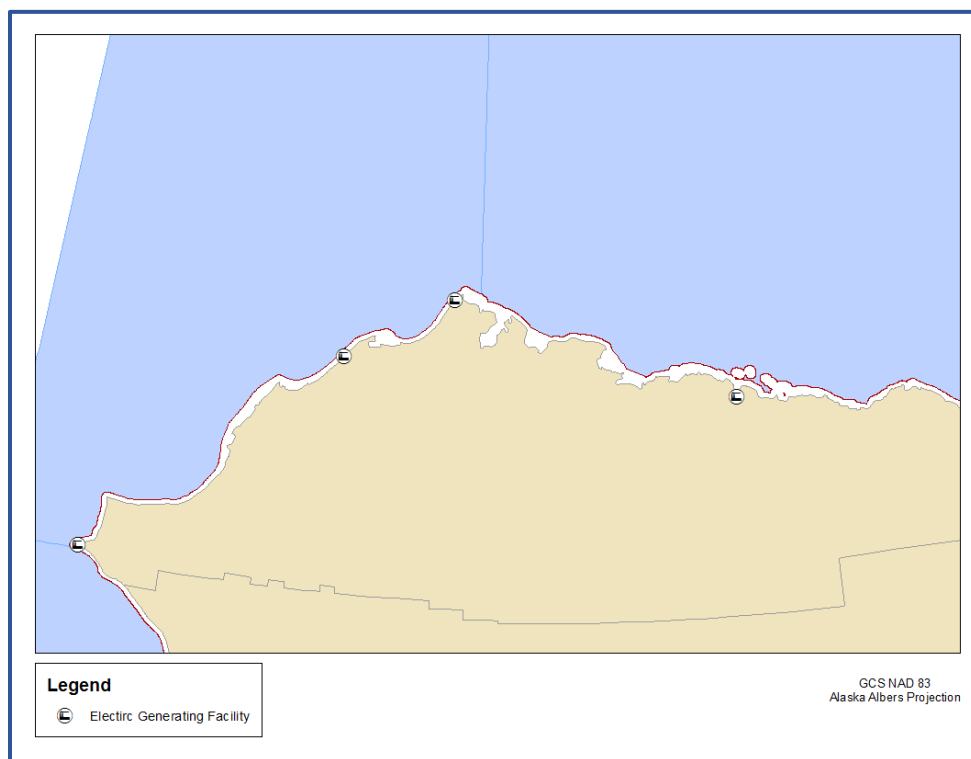 Legend
Electirc Generating Facility
GCS NAD 83
Alaska Albers Projection